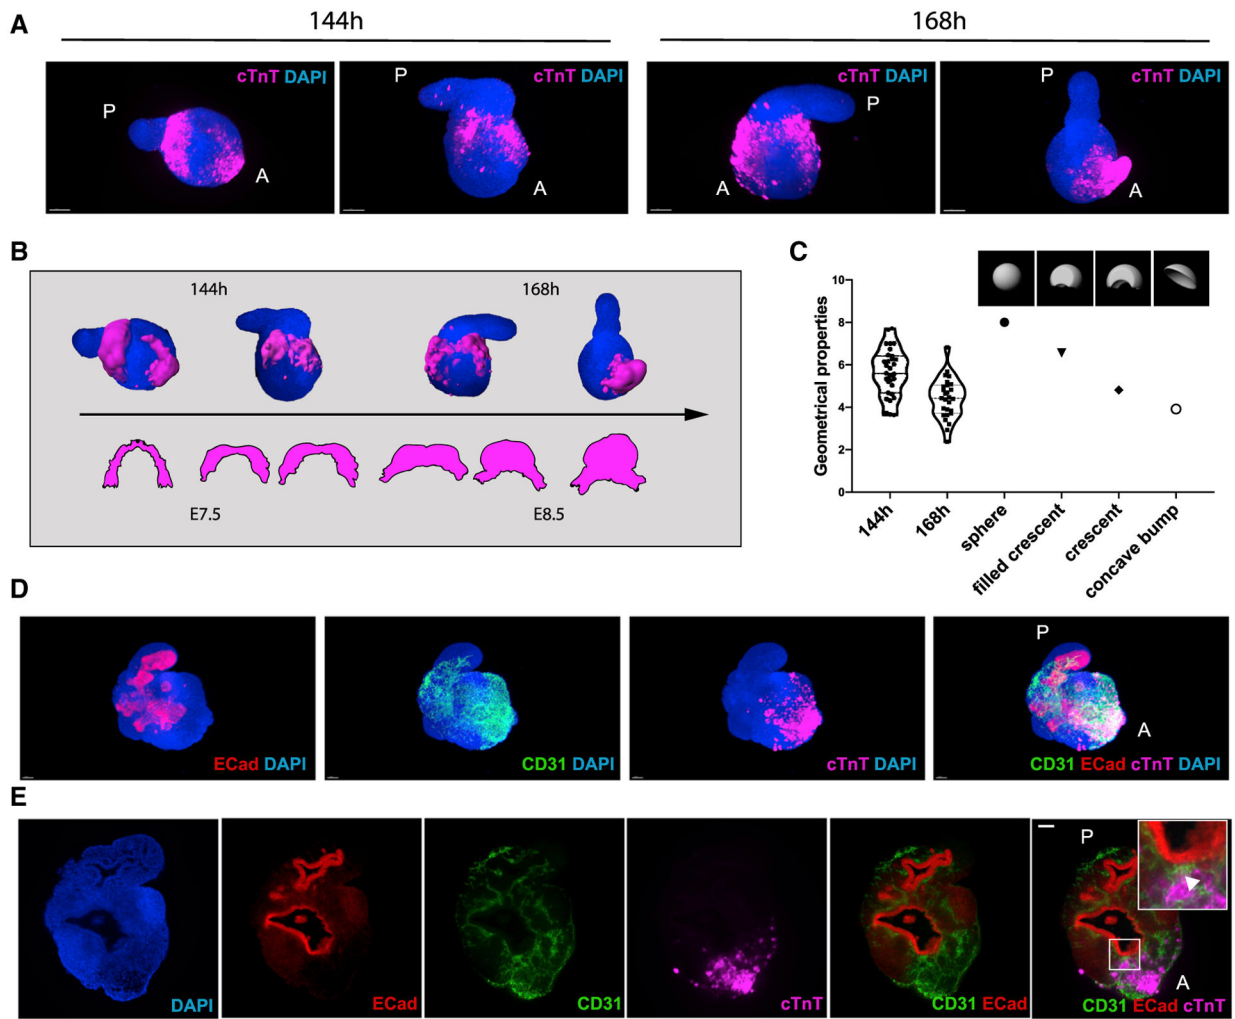 A
144h
168h
cTnT DAPI
P
A
cTnT DAPI
P
A
cTnT DAPI
P
A
cTnT DAPI
P
A
B
144h
168h
E7.5
E8.5
C
Geometrical properties
10
8
6
4
2
0
144h
168h
sphere
filled crescent
crescent
concave bump
D
ECad DAPI
CD31 DAPI
cTnT DAPI
P
A
CD31 ECad cTnT DAPI
E
DAPI
ECad
CD31
cTnT
CD31 ECad
P
A
CD31 ECad cTnT